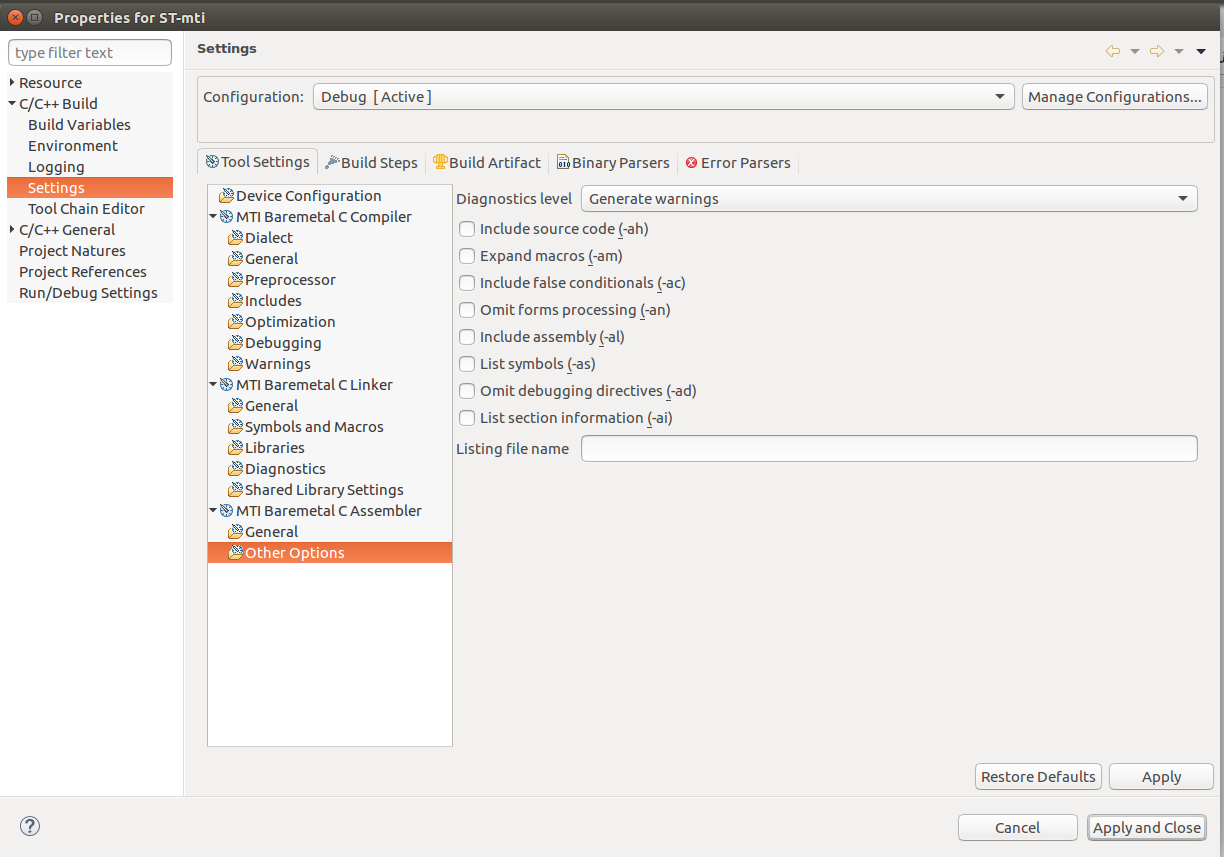 Properties for ST-mti
type filter text
Resource
C/C++ Build
Build Variables
Environment
Logging
Settings
Tool Chain Editor
C/C++ General
Project Natures
Project References
Run/Debug Settings
Settings
Configuration: Debug [ Active ] Manage Configurations...
Tool Settings Build Steps Build Artifact Binary Parsers Error Parsers
Device Configuration
MTI Baremetal C Compiler
Dialect
General
Preprocessor
Includes
Optimization
Debugging
Warnings
MTI Baremetal C Linker
General
Symbols and Macros
Libraries
Diagnostics
Shared Library Settings
MTI Baremetal C Assembler
General
Other Options
Diagnostics level Generate warnings
Include source code (-ah)
Expand macros (-am)
Include false conditionals (-ac)
Omit forms processing (-an)
Include assembly (-al)
List symbols (-as)
Omit debugging directives (-ad)
List section information (-ai)
Listing file name
Restore Defaults Apply
Cancel Apply and Close